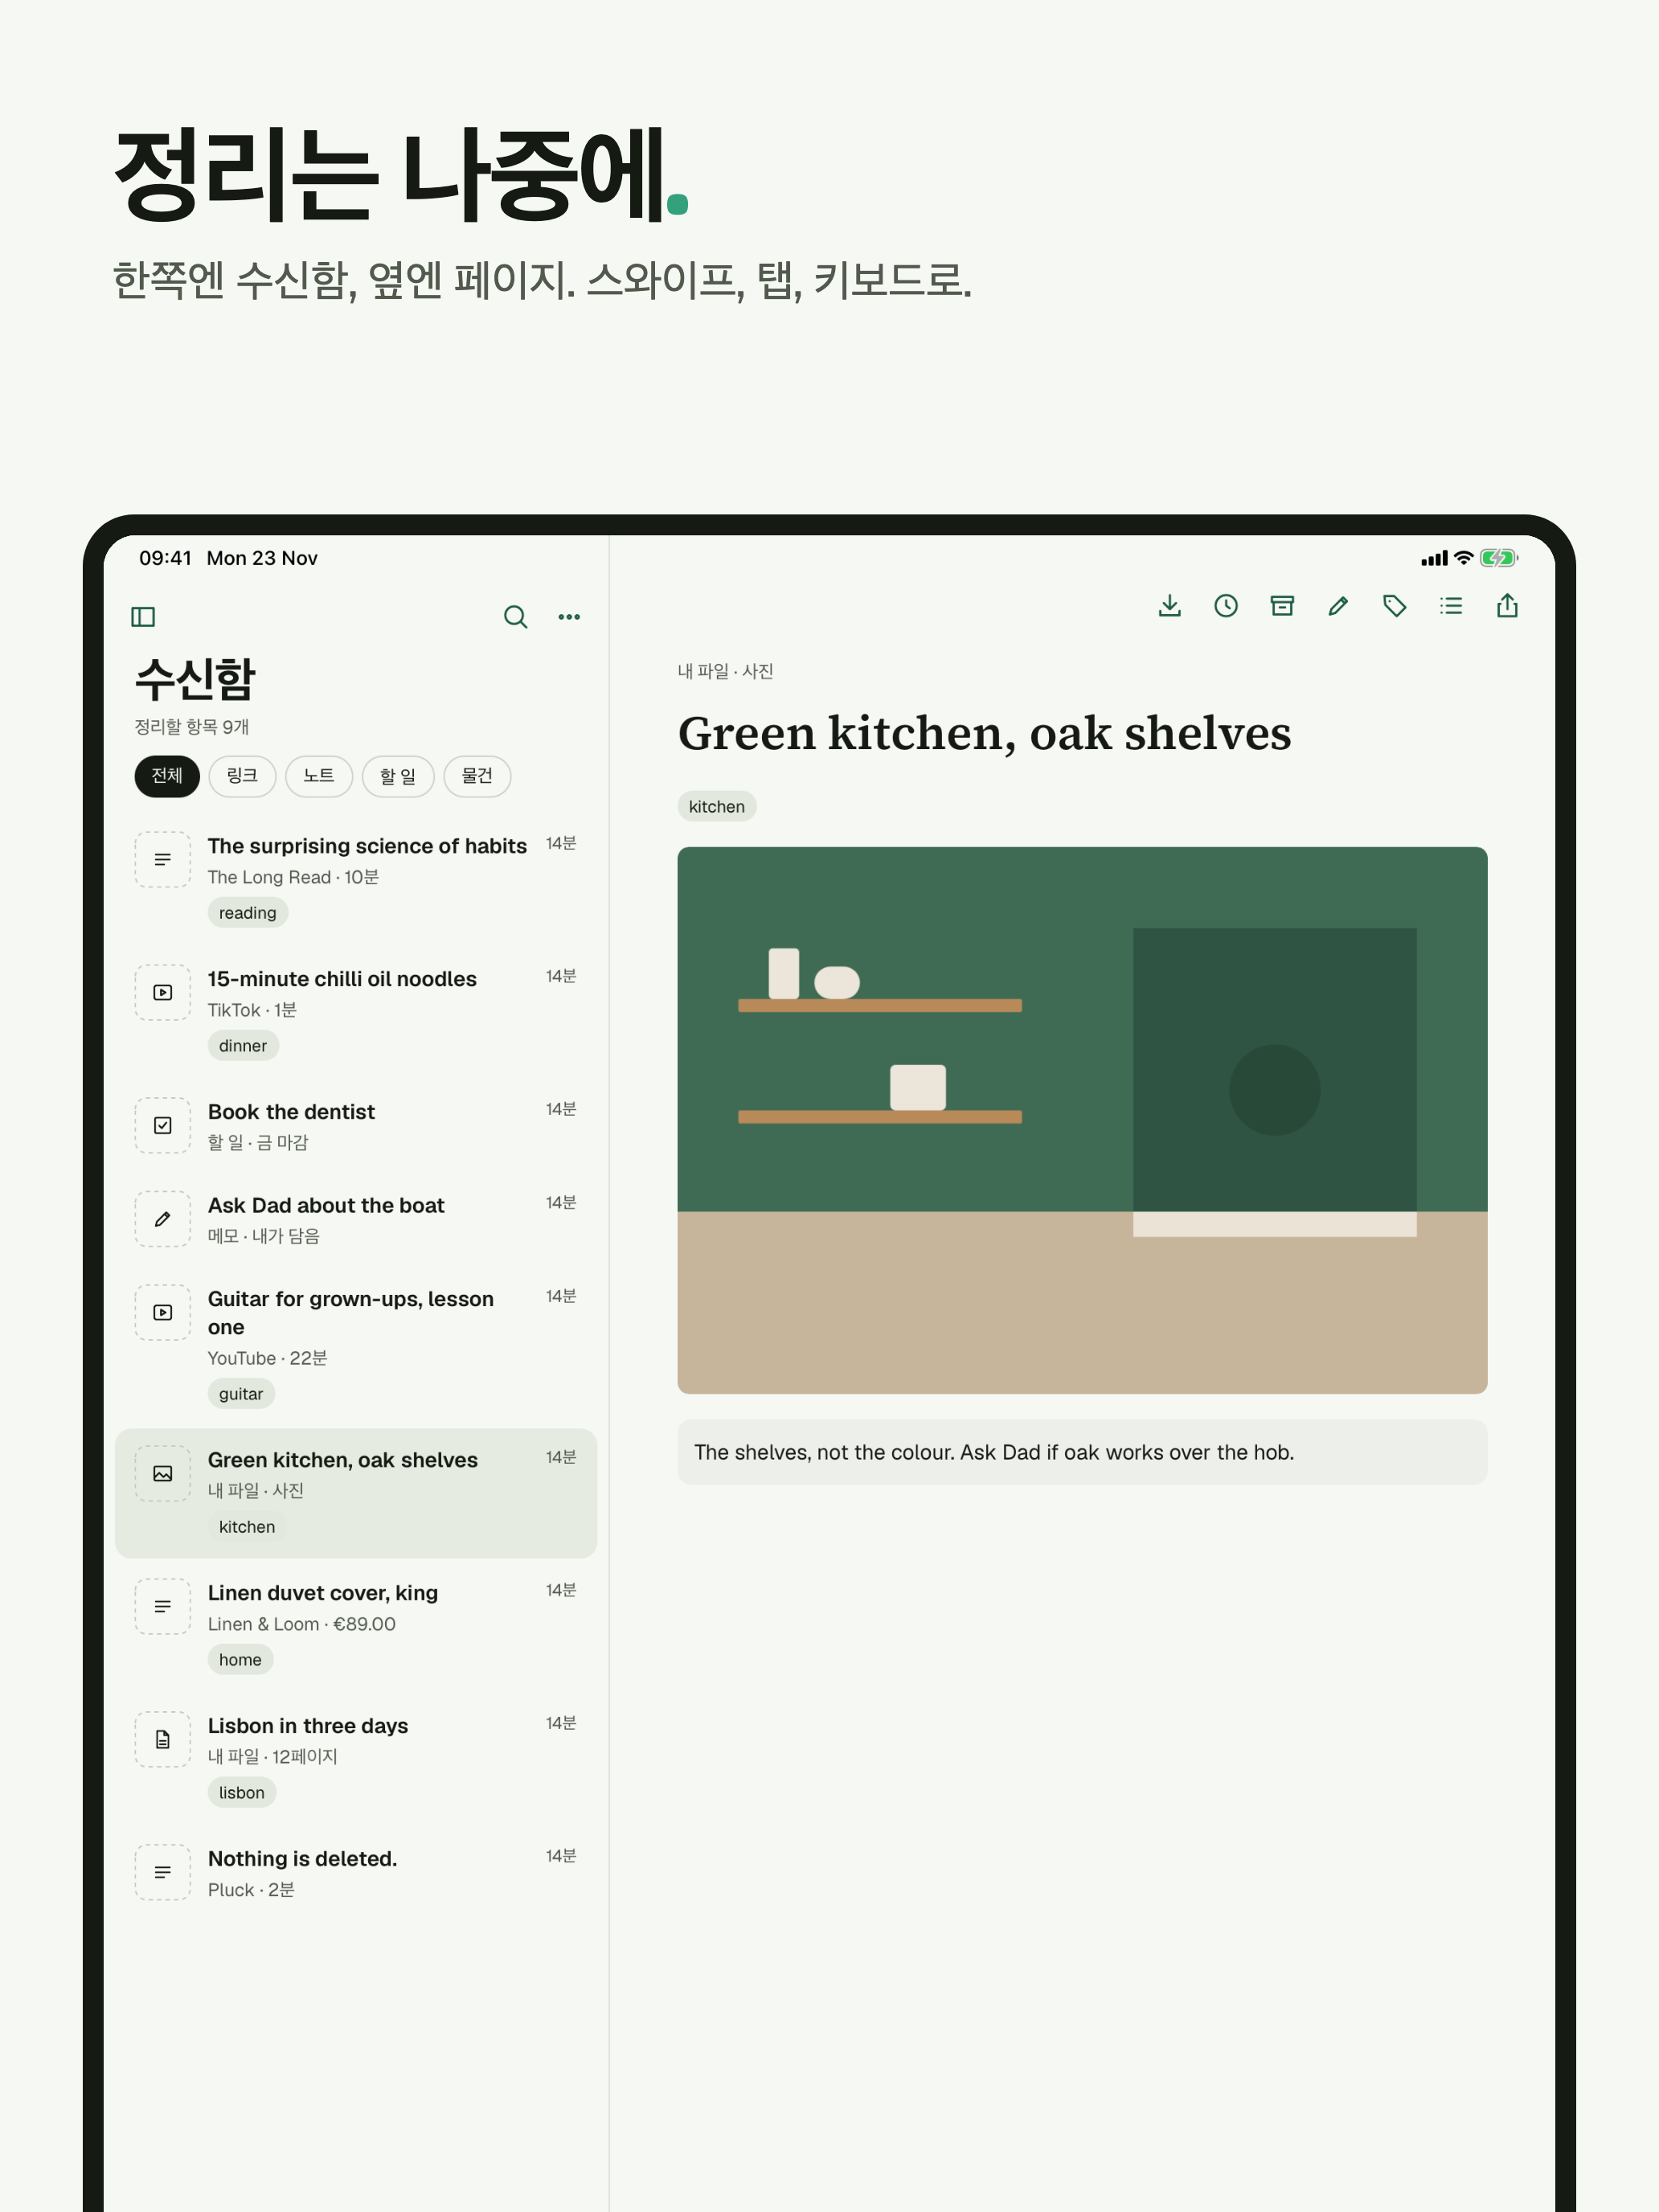 정리는 나중에.
한쪽엔 수신함, 옆엔 페이지. 스와이프, 탭, 키보드로.
09:41 Mon 23 Nov
수신함
정리할 항목 9개
전체 링크 노트 할 일 물건
The surprising science of habits 14분
The Long Read · 10분
reading
15-minute chilli oil noodles 14분
TikTok · 1분
dinner
Book the dentist 14분
할 일 · 금 마감
Ask Dad about the boat 14분
메모 · 내가 담음
Guitar for grown-ups, lesson 14분
one
YouTube · 22분
guitar
Green kitchen, oak shelves 14분
내 파일 · 사진
kitchen
Linen duvet cover, king 14분
Linen & Loom · €89.00
home
Lisbon in three days 14분
내 파일 · 12페이지
lisbon
Nothing is deleted. 14분
Pluck · 2분
내 파일 · 사진
Green kitchen, oak shelves
kitchen
The shelves, not the colour. Ask Dad if oak works over the hob.